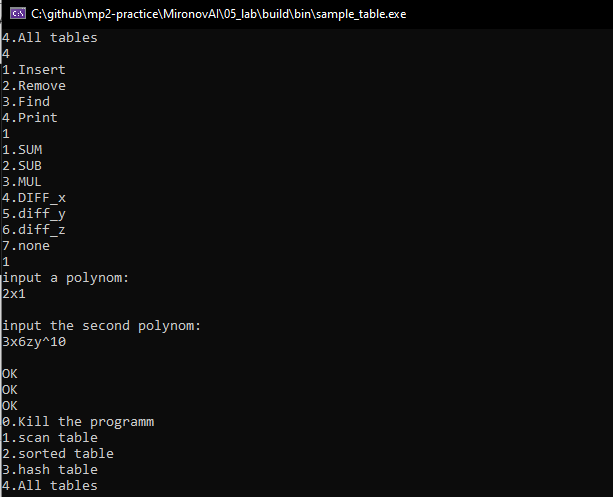 C:\github\mp2-practice\MironovAI\05_lab\build\bin\sample_table.exe
4.All tables
4
1.Insert
2.Remove
3.Find
4.Print
1
1.SUM
2.SUB
3.MUL
4.DIFF_x
5.diff_y
6.diff_z
7.none
1
input a polynom:
2x1
input the second polynom:
3x6zy^10
OK
OK
OK
0.Kill the programm
1.scan table
2.sorted table
3.hash table
4.All tables